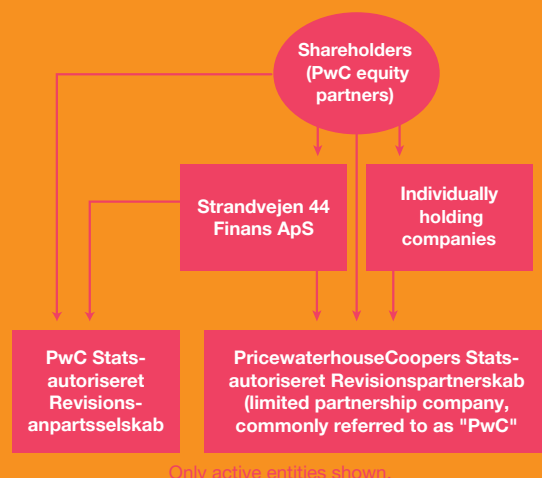 Shareholders
(PwC equity
partners)
Strandvejen 44
Finans ApS
Individually
holding
companies
PwC Stats-
autoriseret
Revisions-
anpartsselskab
PricewaterhouseCoopers Stats-
autoriseret Revisionspartnerskab
(limited partnership company,
commonly referred to as "PwC"
Only active entities shown.